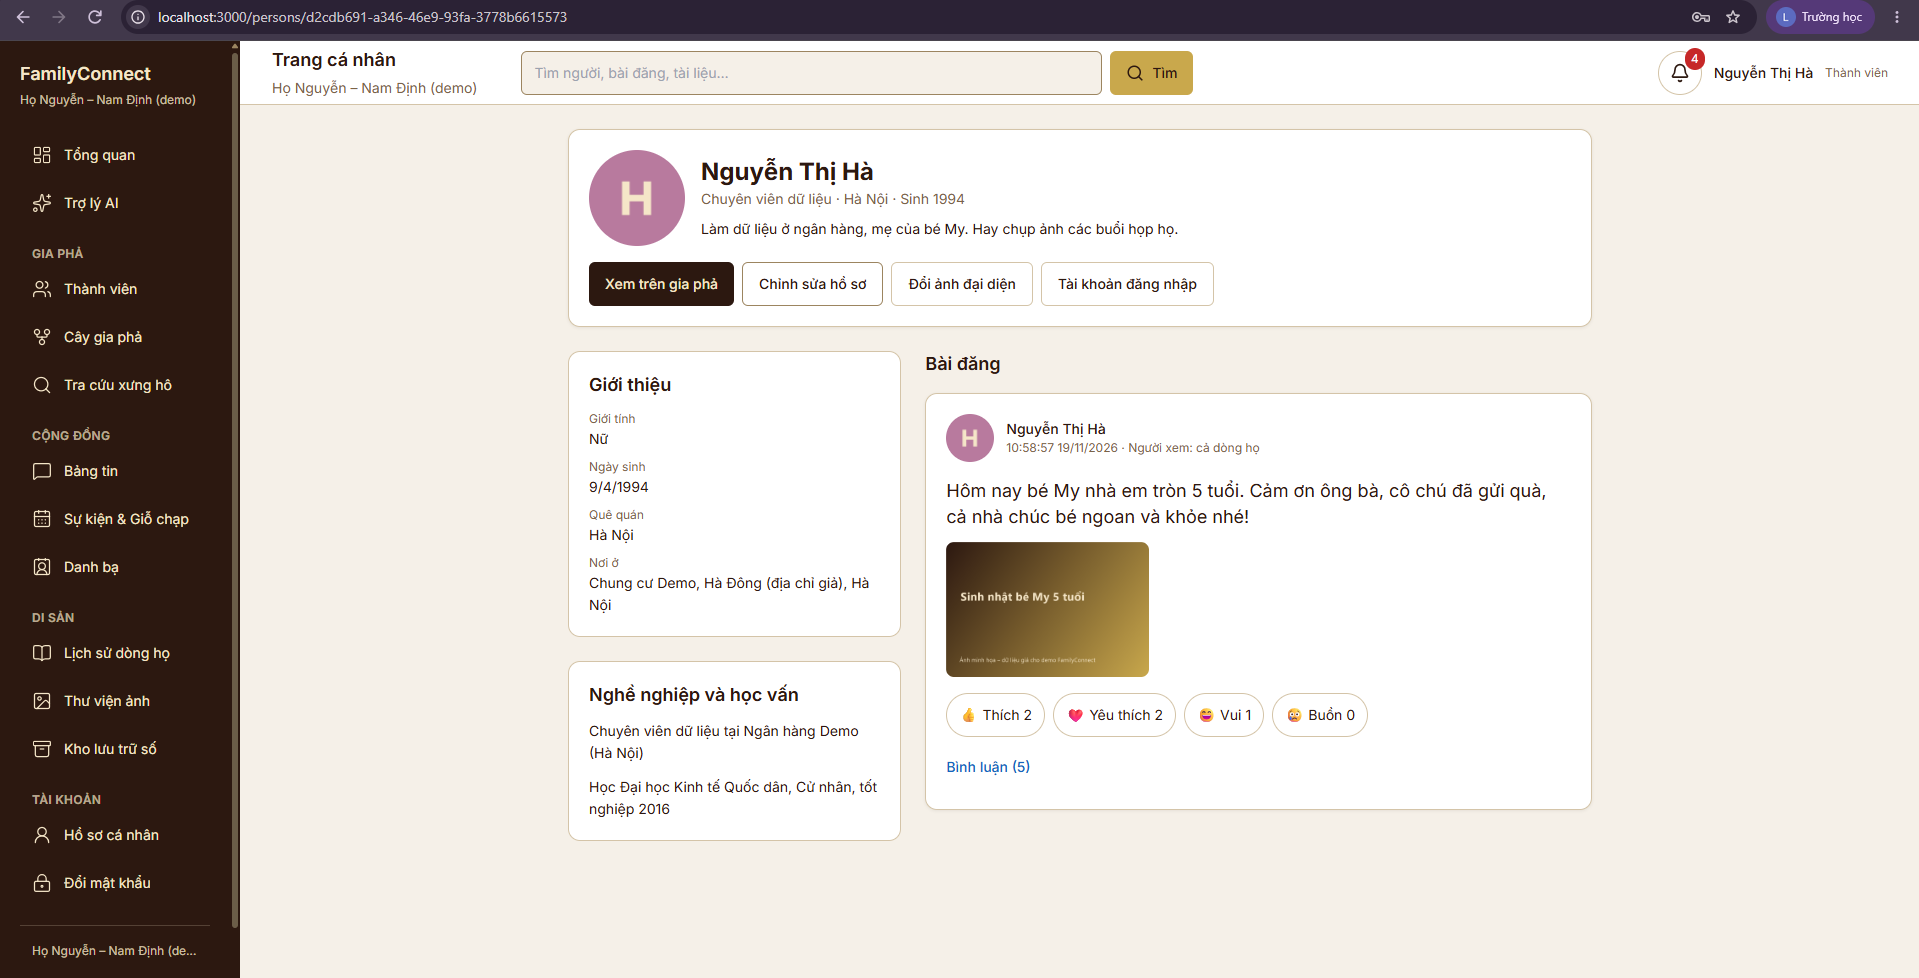 localhost:3000/persons/d2cdb691-a346-46e9-93fa-3778b6615573
L Trường học
FamilyConnect
Họ Nguyễn – Nam Định (demo)
Tổng quan
Trợ lý AI
GIA PHẢ
Thành viên
Cây gia phả
Tra cứu xưng hô
CỘNG ĐỒNG
Bảng tin
Sự kiện & Giỗ chạp
Danh bạ
DI SẢN
Lịch sử dòng họ
Thư viện ảnh
Kho lưu trữ số
TÀI KHOẢN
Hồ sơ cá nhân
Đổi mật khẩu
Họ Nguyễn – Nam Định (de...
Trang cá nhân
Họ Nguyễn – Nam Định (demo)
Tìm người, bài đăng, tài liệu...
Tìm
4
Nguyễn Thị Hà Thành viên
H
Nguyễn Thị Hà
Chuyên viên dữ liệu · Hà Nội · Sinh 1994
Làm dữ liệu ở ngân hàng, mẹ của bé My. Hay chụp ảnh các buổi họp họ.
Xem trên gia phả
Chỉnh sửa hồ sơ
Đổi ảnh đại diện
Tài khoản đăng nhập
Giới thiệu
Giới tính
Nữ
Ngày sinh
9/4/1994
Quê quán
Hà Nội
Nơi ở
Chung cư Demo, Hà Đông (địa chỉ giả), Hà
Nội
Nghề nghiệp và học vấn
Chuyên viên dữ liệu tại Ngân hàng Demo
(Hà Nội)
Học Đại học Kinh tế Quốc dân, Cử nhân, tốt
nghiệp 2016
Bài đăng
H
Nguyễn Thị Hà
10:58:57 19/11/2026 · Người xem: cả dòng họ
Hôm nay bé My nhà em tròn 5 tuổi. Cảm ơn ông bà, cô chú đã gửi quà,
cả nhà chúc bé ngoan và khỏe nhé!
Sinh nhật bé My 5 tuổi
Ảnh minh họa – dữ liệu giả cho demo FamilyConnect
Thích 2
Yêu thích 2
Vui 1
Buồn 0
Bình luận (5)